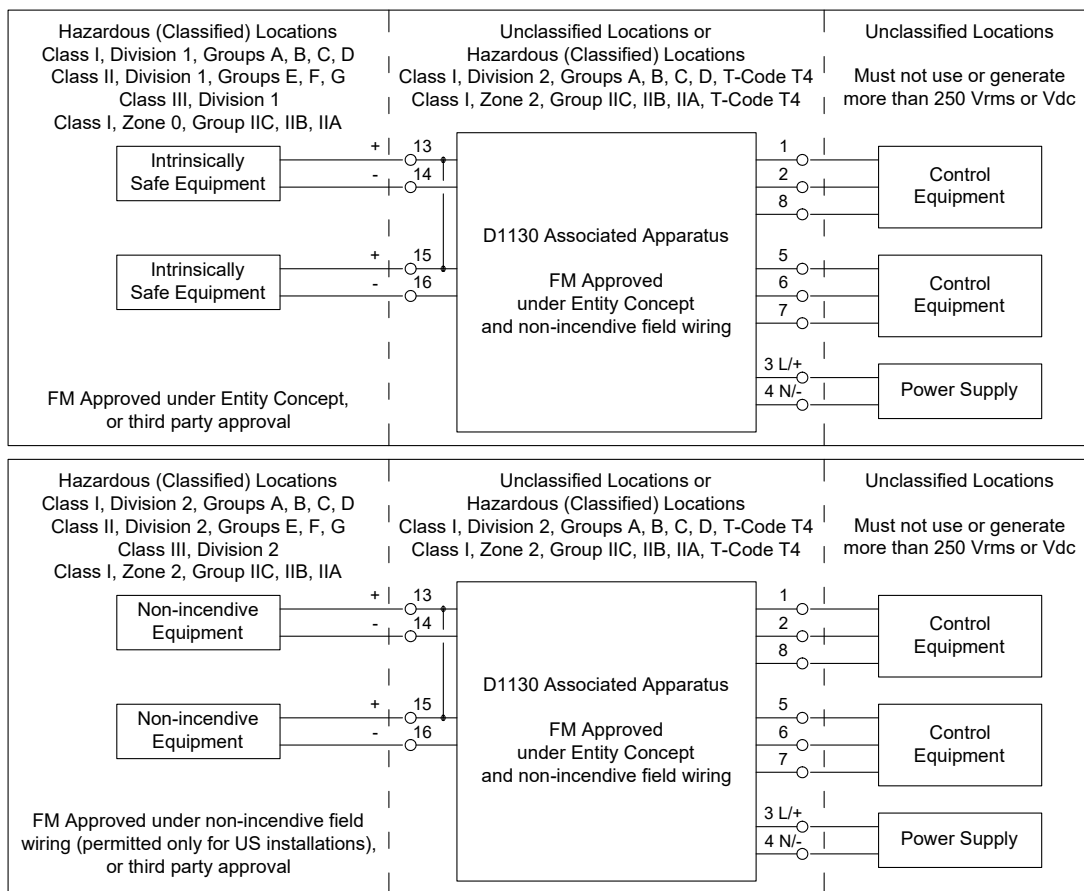 Hazardous (Classified) Locations
Class I, Division 1, Groups A, B, C, D
Class II, Division 1, Groups E, F, G
Class III, Division 1
Class I, Zone 0, Group IIC, IIB, IIA
Unclassified Locations or
Hazardous (Classified) Locations
Class I, Division 2, Groups A, B, C, D, T-Code T4
Class I, Zone 2, Group IIC, IIB, IIA, T-Code T4
Unclassified Locations
Must not use or generate
more than 250 Vrms or Vdc
Intrinsically
Safe Equipment
+ 13
- 14
Intrinsically
Safe Equipment
+ 15
- 16
FM Approved under Entity Concept,
or third party approval
D1130 Associated Apparatus
FM Approved
under Entity Concept
and non-incendive field wiring
1
2
8
Control
Equipment
5
6
7
Control
Equipment
3 L/+
4 N/-
Power Supply
Hazardous (Classified) Locations
Class I, Division 2, Groups A, B, C, D
Class II, Division 2, Groups E, F, G
Class III, Division 2
Class I, Zone 2, Group IIC, IIB, IIA
Unclassified Locations or
Hazardous (Classified) Locations
Class I, Division 2, Groups A, B, C, D, T-Code T4
Class I, Zone 2, Group IIC, IIB, IIA, T-Code T4
Unclassified Locations
Must not use or generate
more than 250 Vrms or Vdc
Non-incendive
Equipment
+ 13
- 14
Non-incendive
Equipment
+ 15
- 16
FM Approved under non-incendive field
wiring (permitted only for US installations),
or third party approval
D1130 Associated Apparatus
FM Approved
under Entity Concept
and non-incendive field wiring
1
2
8
Control
Equipment
5
6
7
Control
Equipment
3 L/+
4 N/-
Power Supply